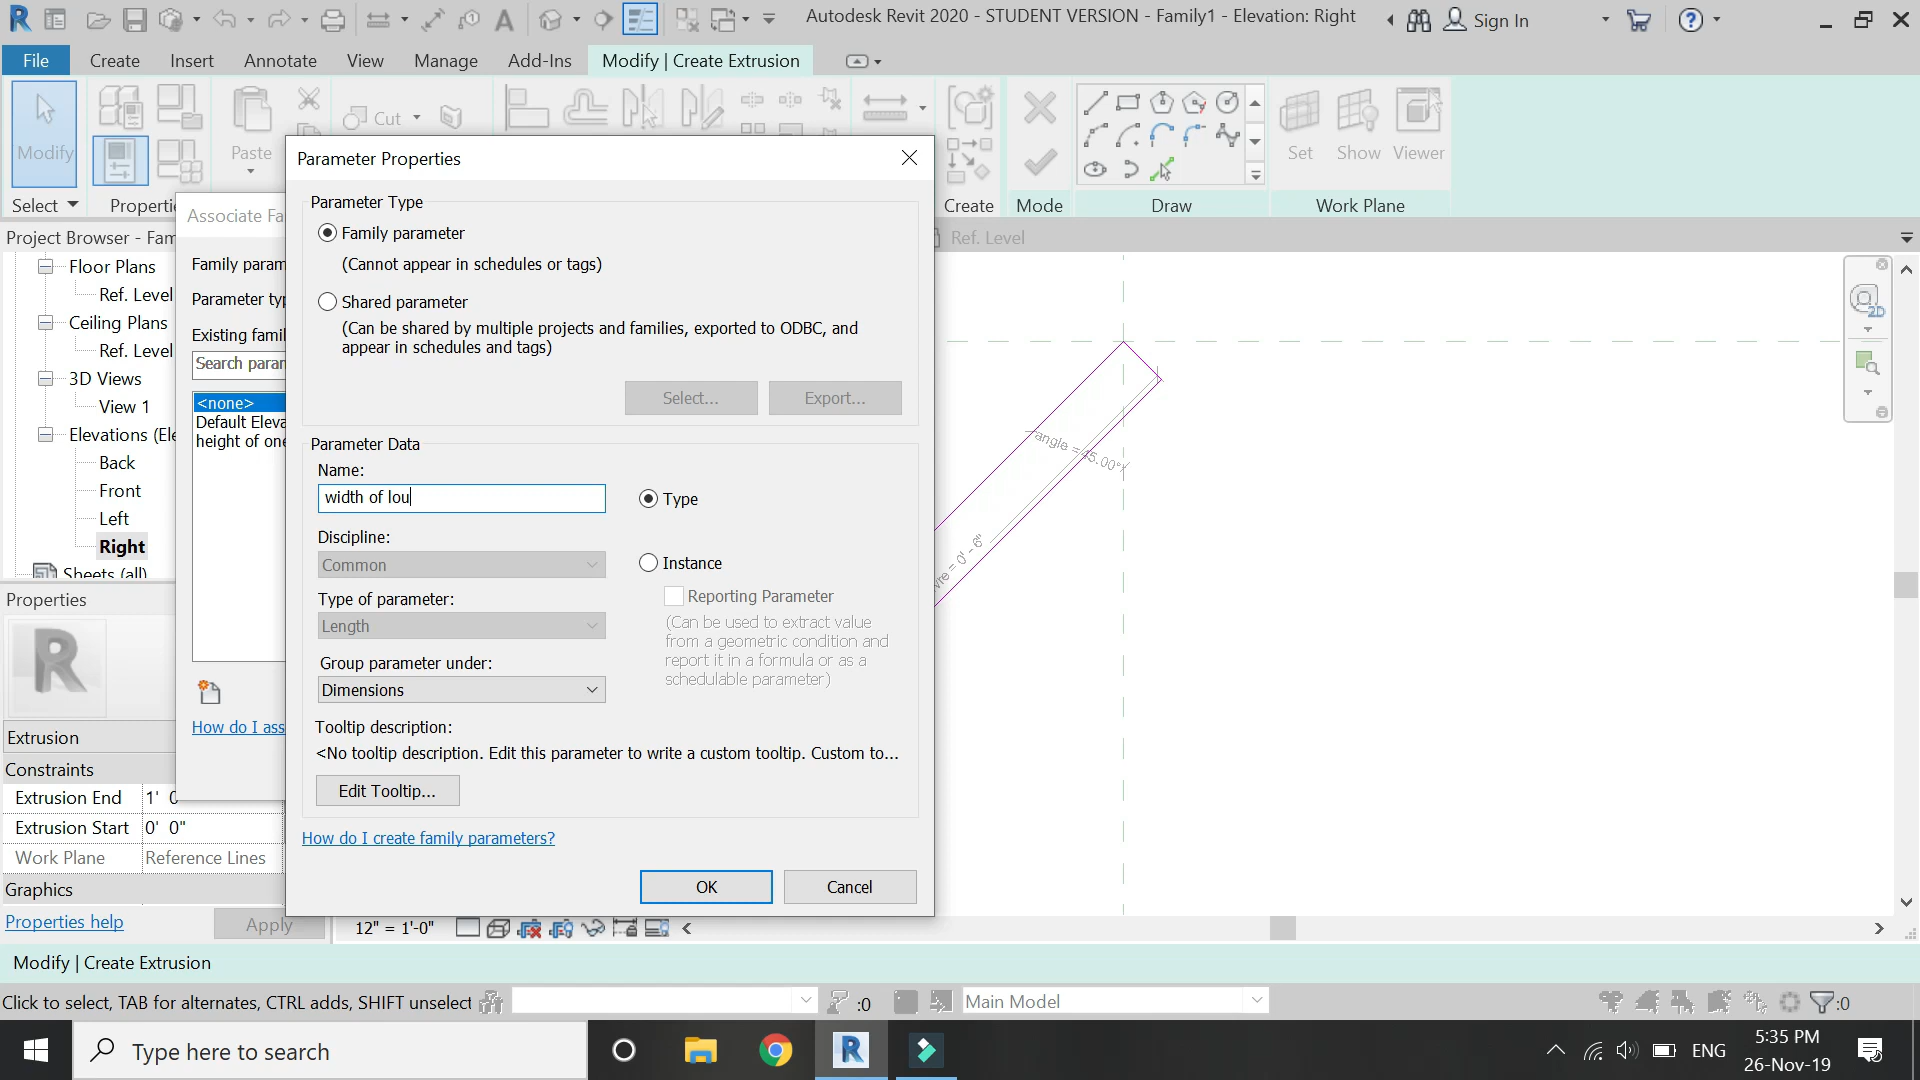 Autodesk Revit 2020 - STUDENT VERSION - Family1 - Elevation: Right
Sign In
File
Create
Insert
Annotate
View
Manage
Add-Ins
Modify | Create Extrusion
Modify
Paste
Cut
Set
Show
Viewer
Select
Create
Mode
Draw
Work Plane
Project Browser - Fam
Floor Plans
Ref. Level
Ceiling Plans
Ref. Level
3D Views
View 1
Elevations (Ele
Back
Front
Left
Right
Sheets (all)
Properties
Extrusion
Constraints
Extrusion End 1' 0
Extrusion Start 0' 0"
Work Plane Reference Lines
Graphics
Properties help
Apply
Associate Fa
Family param
Parameter typ
Existing famil
Search param
<none>
Default Eleva
height of one
How do I ass
Parameter Properties
Parameter Type
Family parameter
(Cannot appear in schedules or tags)
Shared parameter
(Can be shared by multiple projects and families, exported to ODBC, and
appear in schedules and tags)
Select...
Export...
Parameter Data
Name:
width of lou
Type
Discipline:
Common
Instance
Type of parameter:
Length
Reporting Parameter
(Can be used to extract value
from a geometric condition and
report it in a formula or as a
schedulable parameter)
Group parameter under:
Dimensions
Tooltip description:
<No tooltip description. Edit this parameter to write a custom tooltip. Custom to...
Edit Tooltip...
How do I create family parameters?
OK
Cancel
Ref. Level
angle = 45.00°
vre = 0' - 6"
2D
12" = 1'-0"
Modify | Create Extrusion
Click to select, TAB for alternates, CTRL adds, SHIFT unselect
:0
Main Model
:0
Type here to search
ENG
5:35 PM
26-Nov-19